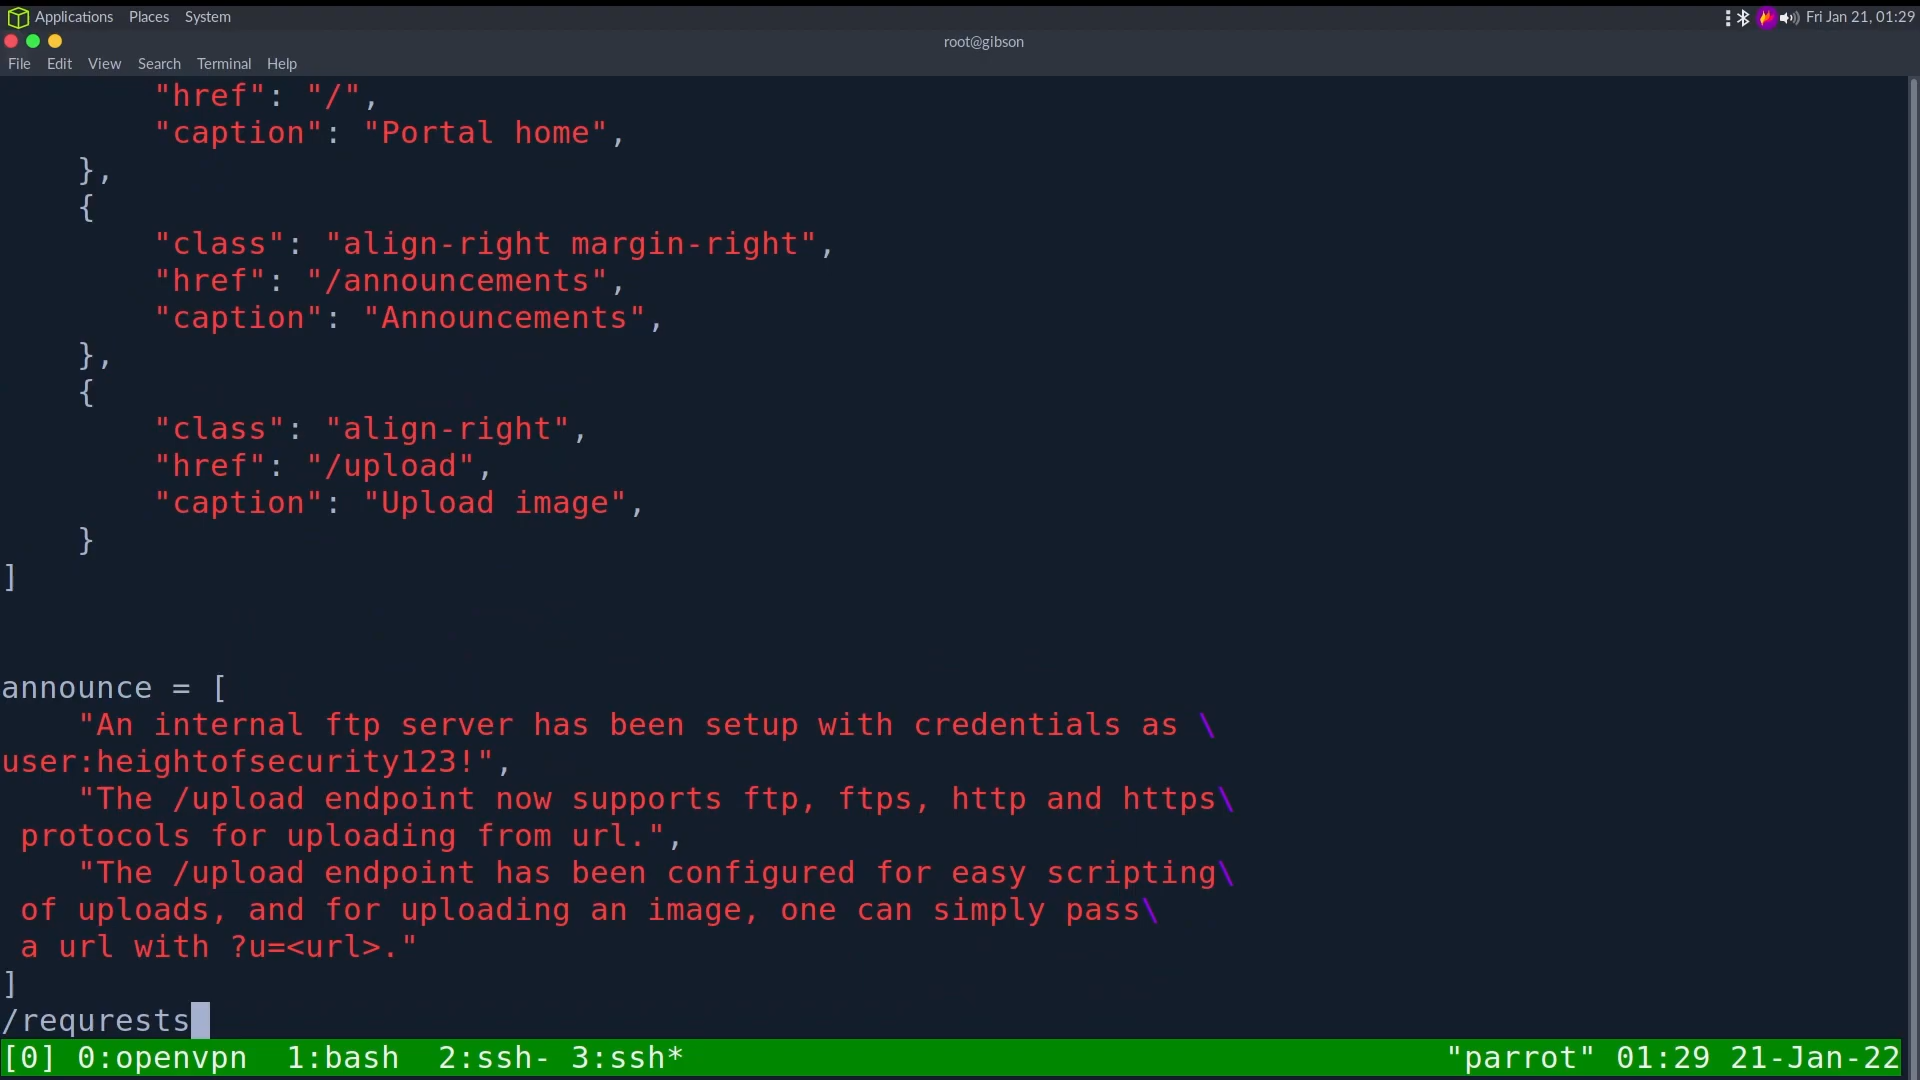 Applications Places System Fri Jan 21, 01:29
root@gibson
File Edit View Search Terminal Help
"href": "/",
"caption": "Portal home",
},
{
"class": "align-right margin-right",
"href": "/announcements",
"caption": "Announcements",
},
{
"class": "align-right",
"href": "/upload",
"caption": "Upload image",
}
]
announce = [
"An internal ftp server has been setup with credentials as \
user:heightofsecurity123!",
"The /upload endpoint now supports ftp, ftps, http and https\
protocols for uploading from url.",
"The /upload endpoint has been configured for easy scripting\
of uploads, and for uploading an image, one can simply pass\
a url with ?u=<url>."
]
/requrests
[0] 0:openvpn 1:bash 2:ssh- 3:ssh* "parrot" 01:29 21-Jan-22